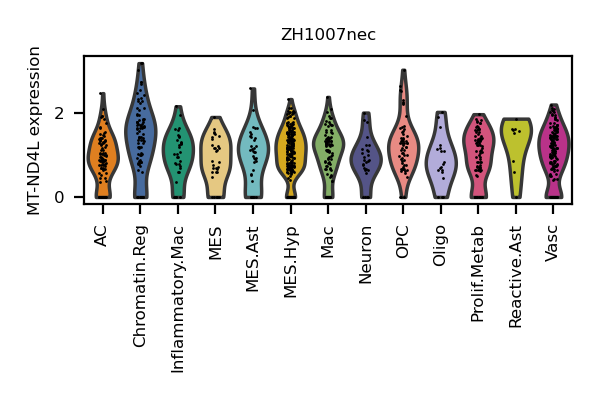 ZH1007nec
MT-ND4L expression
2
0
AC
Chromatin.Reg
Inflammatory.Mac
MES
MES.Ast
MES.Hyp
Mac
Neuron
OPC
Oligo
Prolif.Metab
Reactive.Ast
Vasc